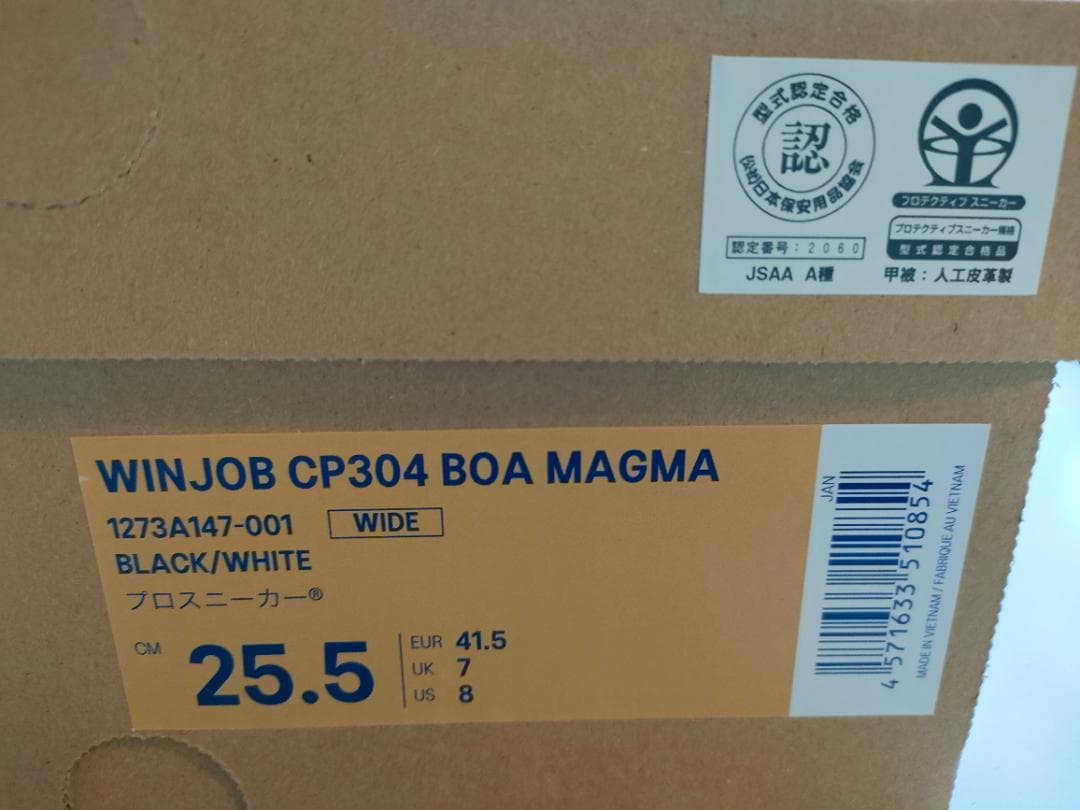 型式認定合格
認
(公社)日本保安用品協会
認定番号：2060
JSAA A種
プロテクティブ スニーカー
プロテクティブスニーカー規格
型式認定合格品
甲被：人工皮革製
WINJOB CP304 BOA MAGMA
1273A147-001 WIDE
BLACK/WHITE
プロスニーカー®
CM 25.5
EUR 41.5
UK 7
US 8
JAN
4571633510854
MADE IN VIETNAM / FABRIQUE AU VIETNAM